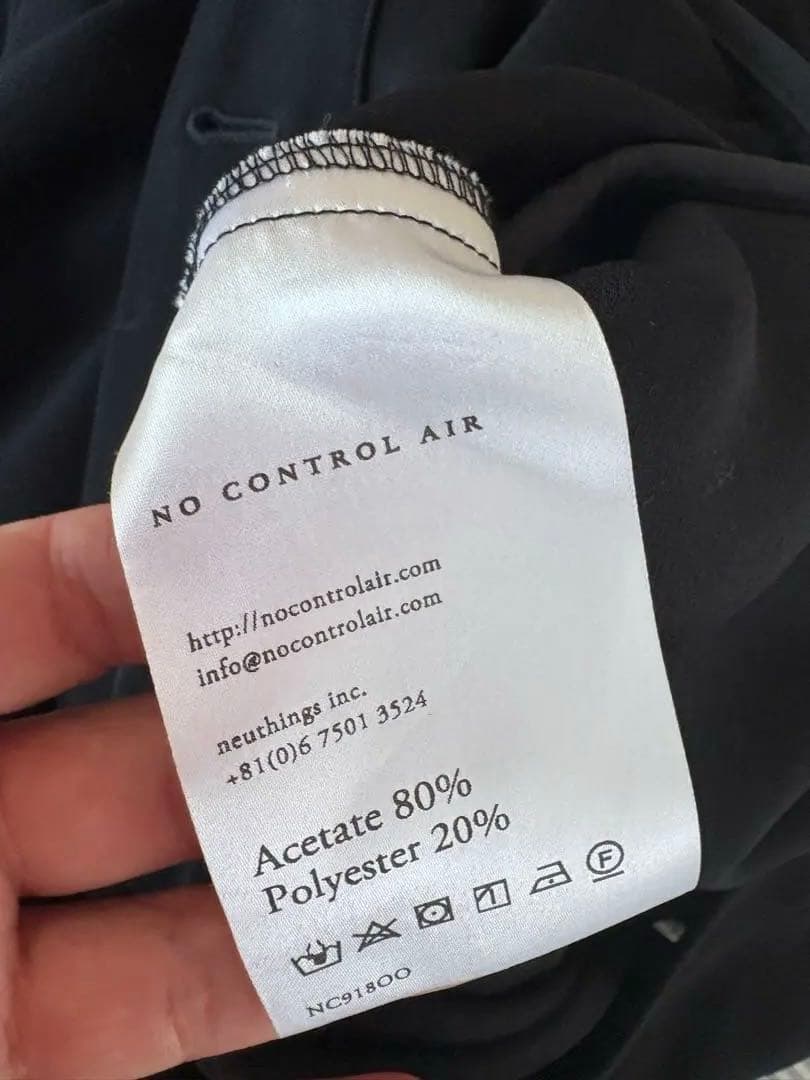 NO CONTROL AIR
http://nocontrolair.com
info@nocontrolair.com
neuthings inc.
+81(0)6 7501 3524
Acetate 80%
Polyester 20%
F
NC91800